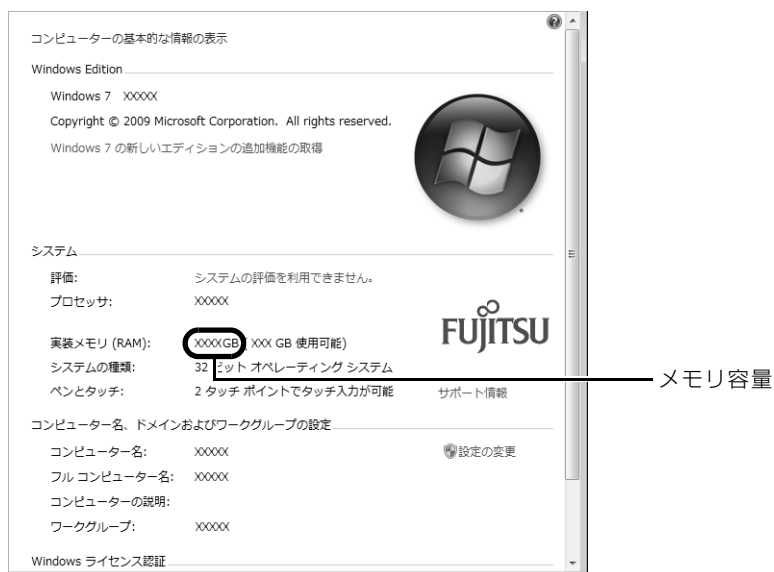 コンピューターの基本的な情報の表示
Windows Edition
Windows 7 XXXXX
Copyright © 2009 Microsoft Corporation. All rights reserved.
Windows 7 の新しいエディションの追加機能の取得
システム
評価: システムの評価を利用できません。
プロセッサ: XXXXX
実装メモリ (RAM): XXXXGB ( XXX GB 使用可能)
FUJITSU
システムの種類: 32 ビット オペレーティング システム
メモリ容量
ペンとタッチ: 2 タッチ ポイントでタッチ入力が可能 サポート情報
コンピューター名、ドメインおよびワークグループの設定
コンピューター名: XXXXX 設定の変更
フル コンピューター名: XXXXX
コンピューターの説明:
ワークグループ: XXXXX
Windows ライセンス認証